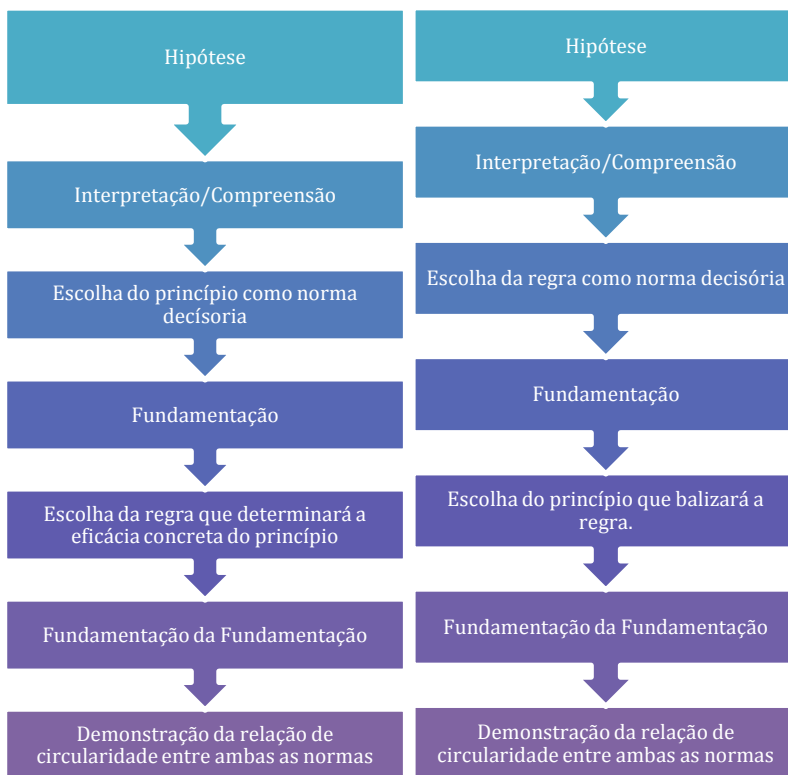 Hipótese
Interpretação/Compreensão
Escolha do princípio como norma
decísoria
Fundamentação
Escolha da regra que determinará a
eficácia concreta do princípio
Fundamentação da Fundamentação
Demonstração da relação de
circularidade entre ambas as normas
Hipótese
Interpretação/Compreensão
Escolha da regra como norma decisória
Fundamentação
Escolha do princípio que balizará a
regra.
Fundamentação da Fundamentação
Demonstração da relação de
circularidade entre ambas as normas